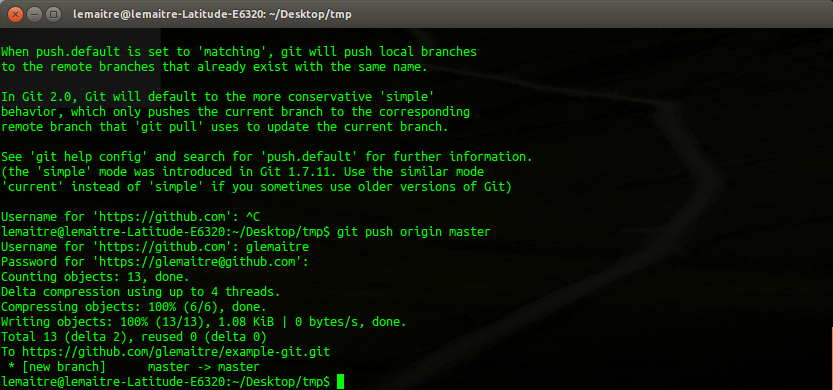 lemaitre@lemaitre-Latitude-E6320: ~/Desktop/tmp
When push.default is set to 'matching', git will push local branches
to the remote branches that already exist with the same name.
In Git 2.0, Git will default to the more conservative 'simple'
behavior, which only pushes the current branch to the corresponding
remote branch that 'git pull' uses to update the current branch.
See 'git help config' and search for 'push.default' for further information.
(the 'simple' mode was introduced in Git 1.7.11. Use the similar mode
'current' instead of 'simple' if you sometimes use older versions of Git)
Username for 'https://github.com': ^C
lemaitre@lemaitre-Latitude-E6320:~/Desktop/tmp$ git push origin master
Username for 'https://github.com': glemaitre
Password for 'https://glemaitre@github.com':
Counting objects: 13, done.
Delta compression using up to 4 threads.
Compressing objects: 100% (6/6), done.
Writing objects: 100% (13/13), 1.08 KiB | 0 bytes/s, done.
Total 13 (delta 2), reused 0 (delta 0)
To https://github.com/glemaitre/example-git.git
 * [new branch]      master -> master
lemaitre@lemaitre-Latitude-E6320:~/Desktop/tmp$